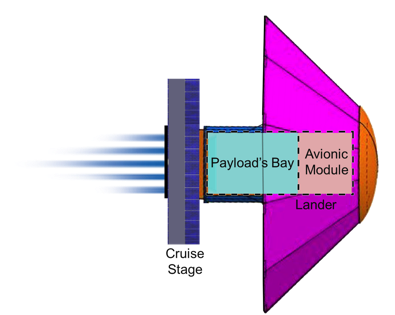 Payload's Bay
Avionic
Module
Lander
Cruise
Stage